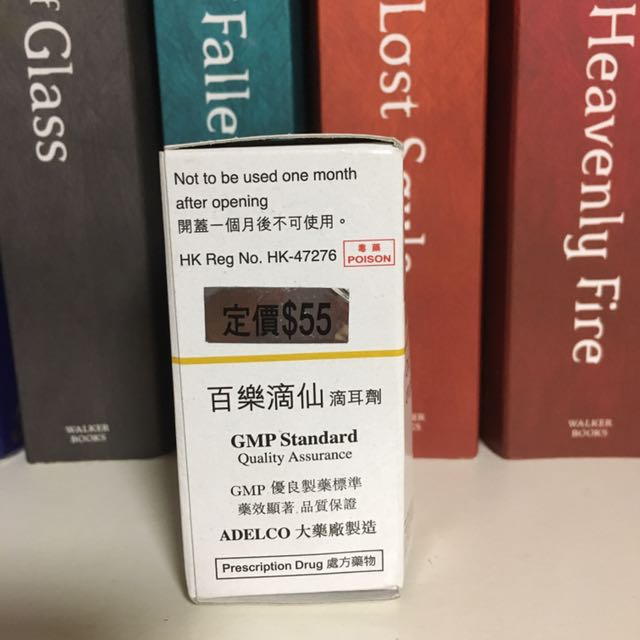 of Glass
Falle
Lost Souls
Heavenly Fire
Not to be used one month
after opening
開蓋一個月後不可使用。
HK Reg No. HK-47276
毒藥
POISON
定價$55
百樂滴仙 滴耳劑
GMP Standard
Quality Assurance
GMP 優良製藥標準
藥效顯著 品質保證
ADELCO 大藥廠製造
Prescription Drug 處方藥物
WALKER
BOOKS
WALKER
BOOKS